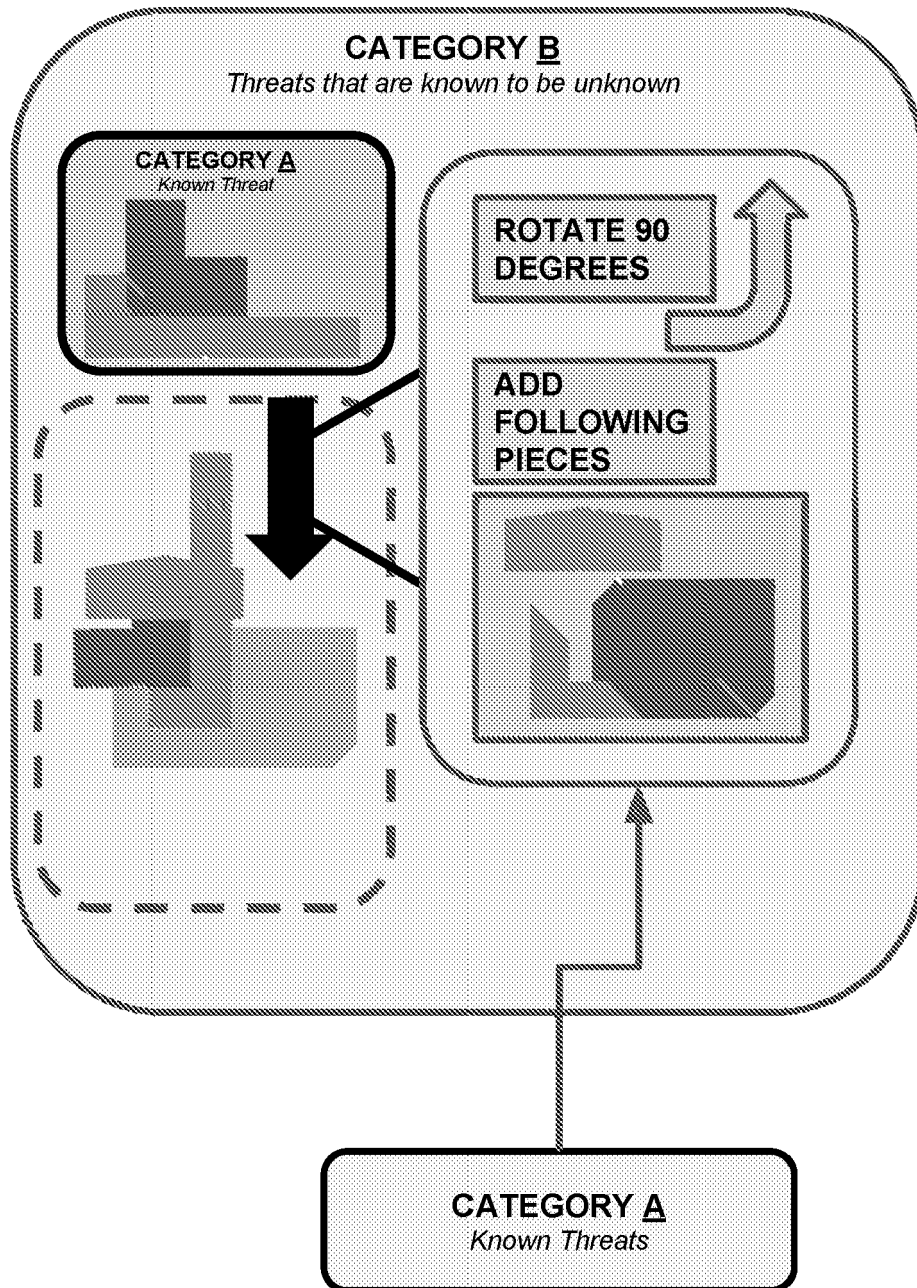 CATEGORY B
Threats that are known to be unknown
CATEGORY A
Known Threat
ROTATE 90
DEGREES
ADD
FOLLOWING
PIECES
CATEGORY A
Known Threats